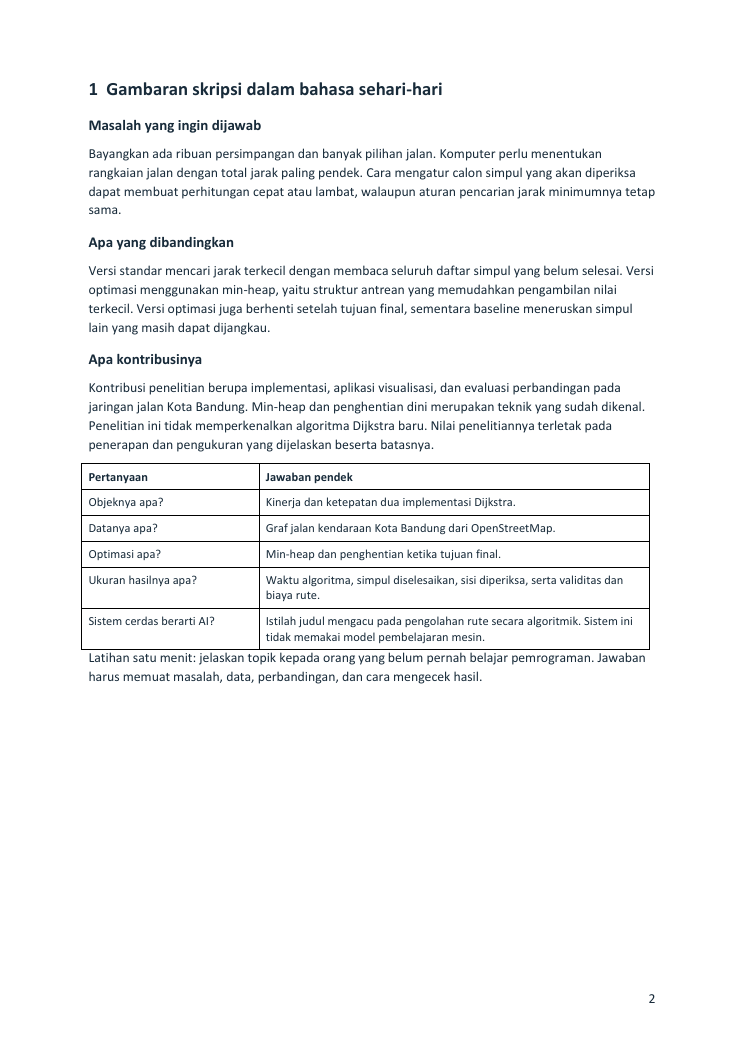 1 Gambaran skripsi dalam bahasa sehari-hari
Masalah yang ingin dijawab
Bayangkan ada ribuan persimpangan dan banyak pilihan jalan. Komputer perlu menentukan
rangkaian jalan dengan total jarak paling pendek. Cara mengatur calon simpul yang akan diperiksa
dapat membuat perhitungan cepat atau lambat, walaupun aturan pencarian jarak minimumnya tetap
sama.
Apa yang dibandingkan
Versi standar mencari jarak terkecil dengan membaca seluruh daftar simpul yang belum selesai. Versi
optimasi menggunakan min-heap, yaitu struktur antrean yang memudahkan pengambilan nilai
terkecil. Versi optimasi juga berhenti setelah tujuan final, sementara baseline meneruskan simpul
lain yang masih dapat dijangkau.
Apa kontribusinya
Kontribusi penelitian berupa implementasi, aplikasi visualisasi, dan evaluasi perbandingan pada
jaringan jalan Kota Bandung. Min-heap dan penghentian dini merupakan teknik yang sudah dikenal.
Penelitian ini tidak memperkenalkan algoritma Dijkstra baru. Nilai penelitiannya terletak pada
penerapan dan pengukuran yang dijelaskan beserta batasnya.
Pertanyaan Jawaban pendek
Objeknya apa? Kinerja dan ketepatan dua implementasi Dijkstra.
Datanya apa? Graf jalan kendaraan Kota Bandung dari OpenStreetMap.
Optimasi apa? Min-heap dan penghentian ketika tujuan final.
Ukuran hasilnya apa? Waktu algoritma, simpul diselesaikan, sisi diperiksa, serta validitas dan
biaya rute.
Sistem cerdas berarti AI? Istilah judul mengacu pada pengolahan rute secara algoritmik. Sistem ini
tidak memakai model pembelajaran mesin.
Latihan satu menit: jelaskan topik kepada orang yang belum pernah belajar pemrograman. Jawaban
harus memuat masalah, data, perbandingan, dan cara mengecek hasil.
2